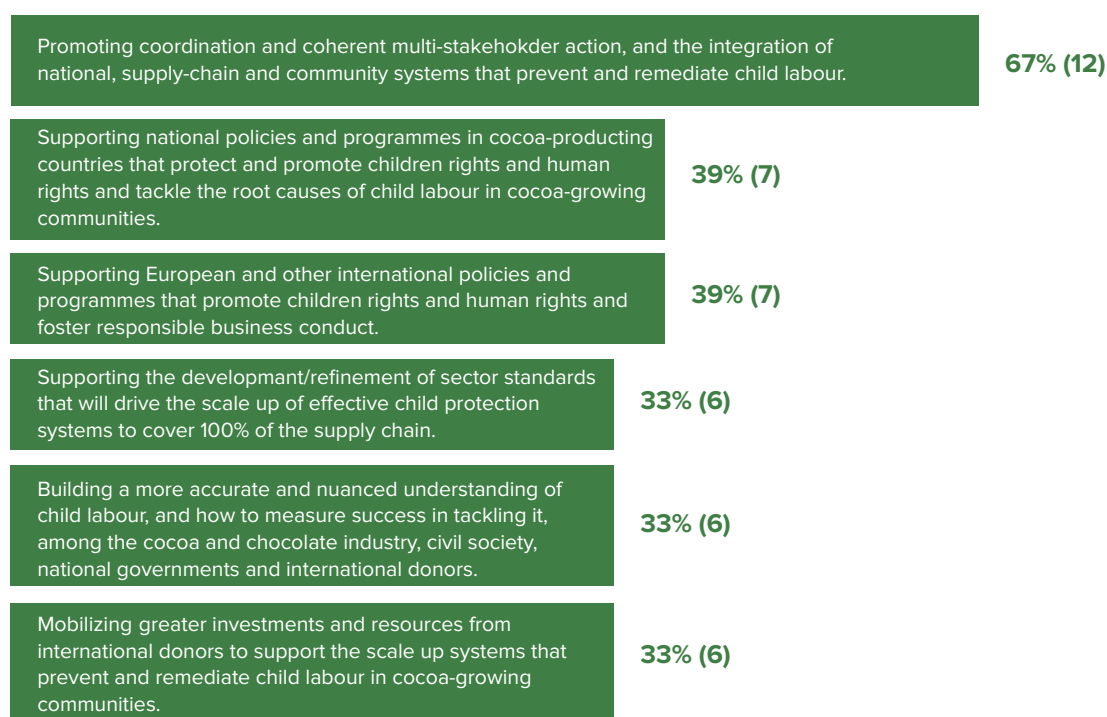 Promoting coordination and coherent multi-stakehokder action, and the integration of
national, supply-chain and community systems that prevent and remediate child labour.
67% (12)
Supporting national policies and programmes in cocoa-producing
countries that protect and promote children rights and human
rights and tackle the root causes of child labour in cocoa-growing
communities.
39% (7)
Supporting European and other international policies and
programmes that promote children rights and human rights and
foster responsible business conduct.
39% (7)
Supporting the developmant/refinement of sector standards
that will drive the scale up of effective child protection
systems to cover 100% of the supply chain.
33% (6)
Building a more accurate and nuanced understanding of
child labour, and how to measure success in tackling it,
among the cocoa and chocolate industry, civil society,
national governments and international donors.
33% (6)
Mobilizing greater investments and resources from
international donors to support the scale up systems that
prevent and remediate child labour in cocoa-growing
communities.
33% (6)